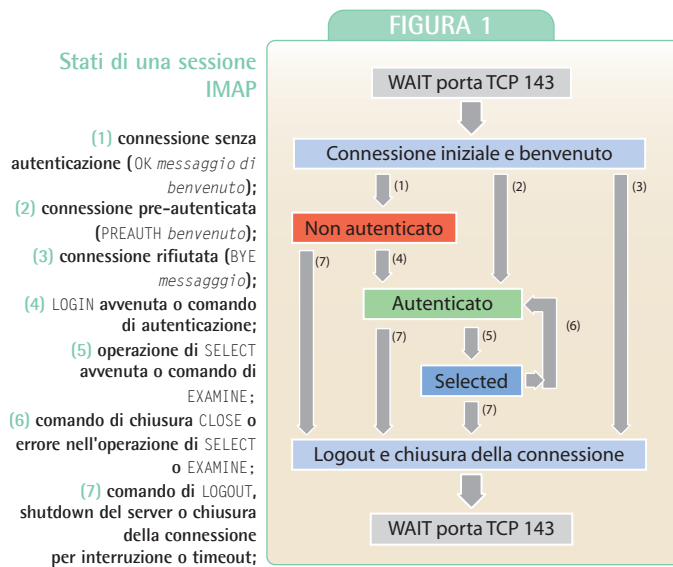 FIGURA 1
Stati di una sessione
IMAP
(1) connessione senza
autenticazione (OK messaggio di
benvenuto);
(2) connessione pre-autenticata
(PREAUTH benvenuto);
(3) connessione rifiutata (BYE
messagggio);
(4) LOGIN avvenuta o comando
di autenticazione;
(5) operazione di SELECT
avvenuta o comando di
EXAMINE;
(6) comando di chiusura CLOSE o
errore nell'operazione di SELECT
o EXAMINE;
(7) comando di LOGOUT,
shutdown del server o chiusura
della connessione
per interruzione o timeout;
WAIT porta TCP 143
Connessione iniziale e benvenuto
(1)
(2)
(3)
Non autenticato
(7)
(4)
Autenticato
(7)
(5)
(6)
Selected
(7)
Logout e chiusura della connessione
WAIT porta TCP 143